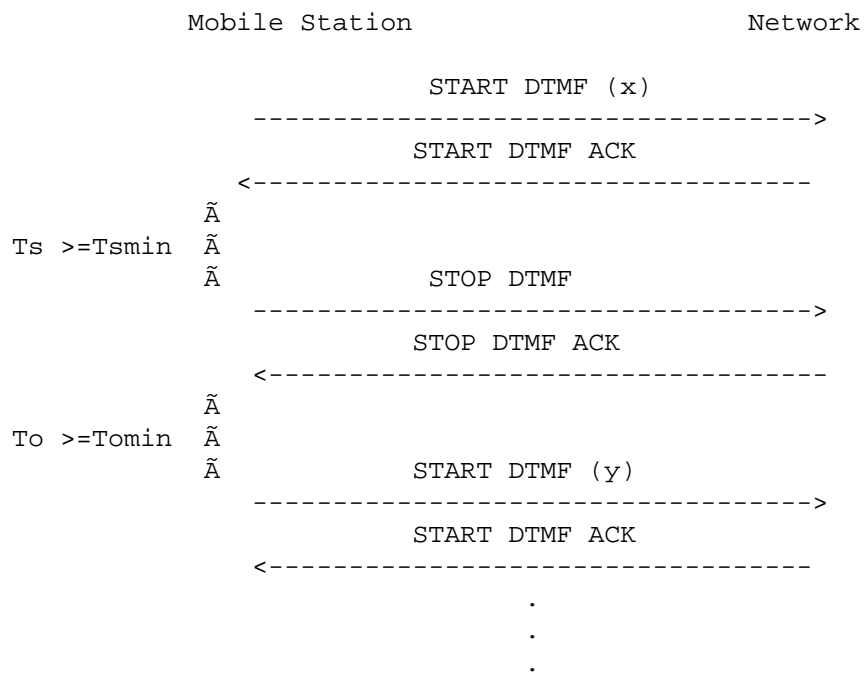 Mobile Station Network
START DTMF (x)
----------------------------------->
START DTMF ACK
<-----------------------------------
Ã
Ts >=Tsmin Ã
Ã STOP DTMF
----------------------------------->
STOP DTMF ACK
<-----------------------------------
Ã
To >=Tomin Ã
Ã START DTMF (y)
----------------------------------->
START DTMF ACK
<----------------------------------
.
.
.